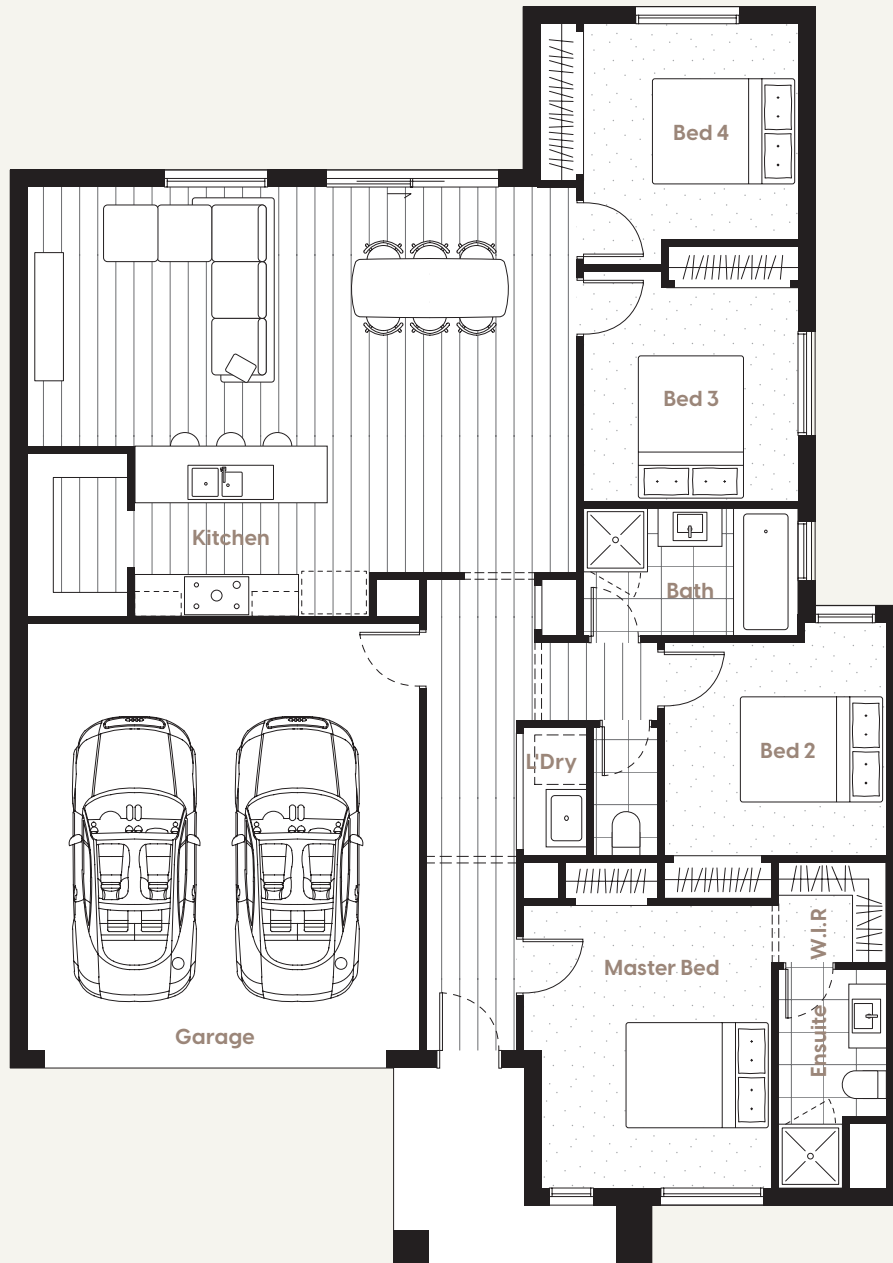 Bed 4
Bed 3
Kitchen
Bath
Bed 2
L'Dry
W.I.R
Master Bed
Ensuite
Garage